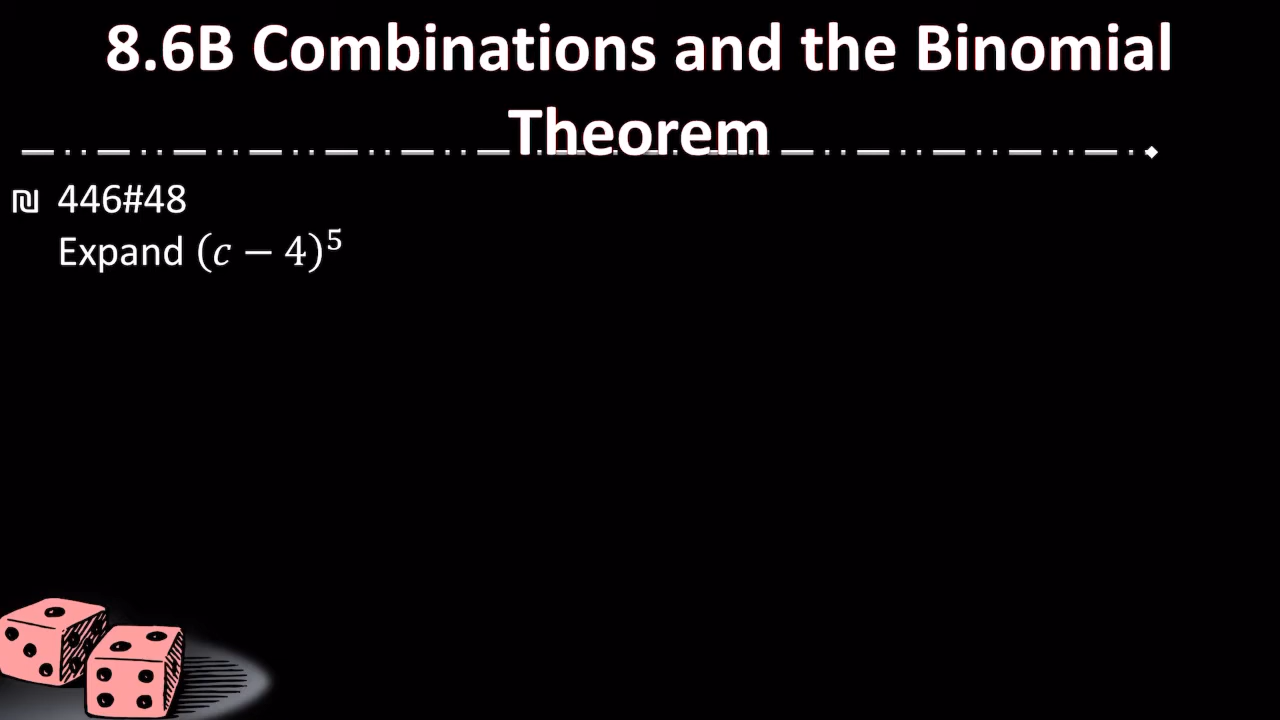 8.6B Combinations and the Binomial
Theorem
₪ 446#48
Expand (𝑐 − 4)⁵